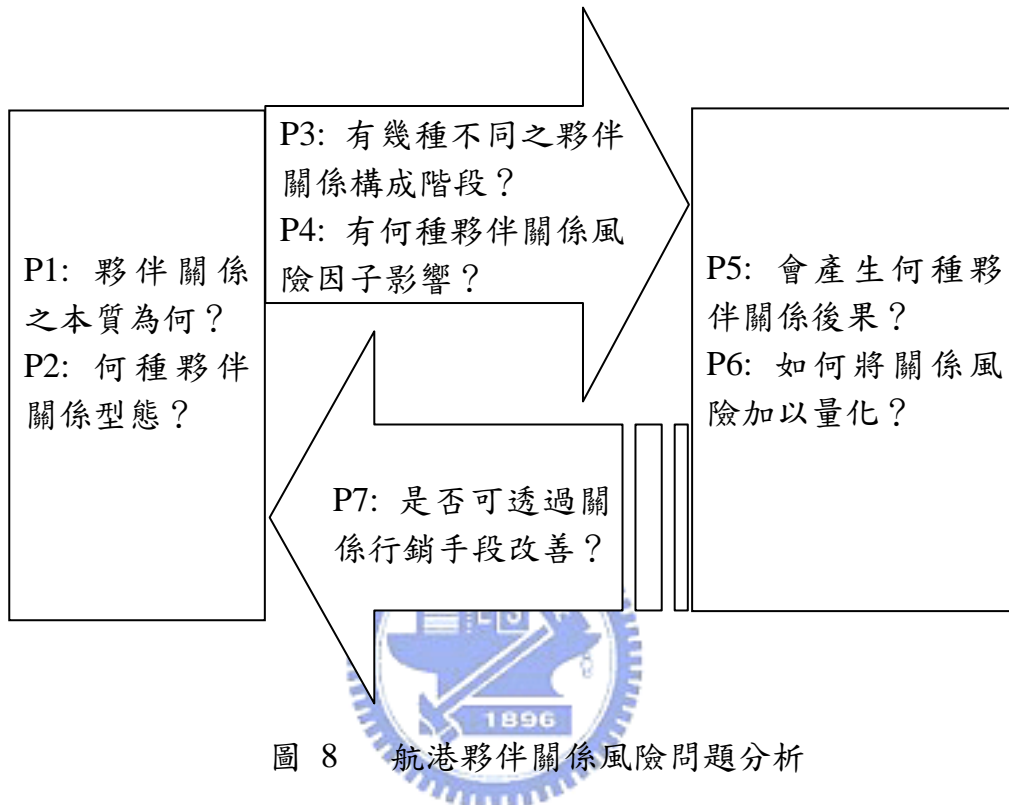 P1: 夥伴關係
之本質為何？
P2: 何種夥伴
關係型態？
P3: 有幾種不同之夥伴
關係構成階段？
P4: 有何種夥伴關係風
險因子影響？
P5: 會產生何種夥
伴關係後果？
P6: 如何將關係風
險加以量化？
P7: 是否可透過關
係行銷手段改善？
1896
圖 8 航港夥伴關係風險問題分析